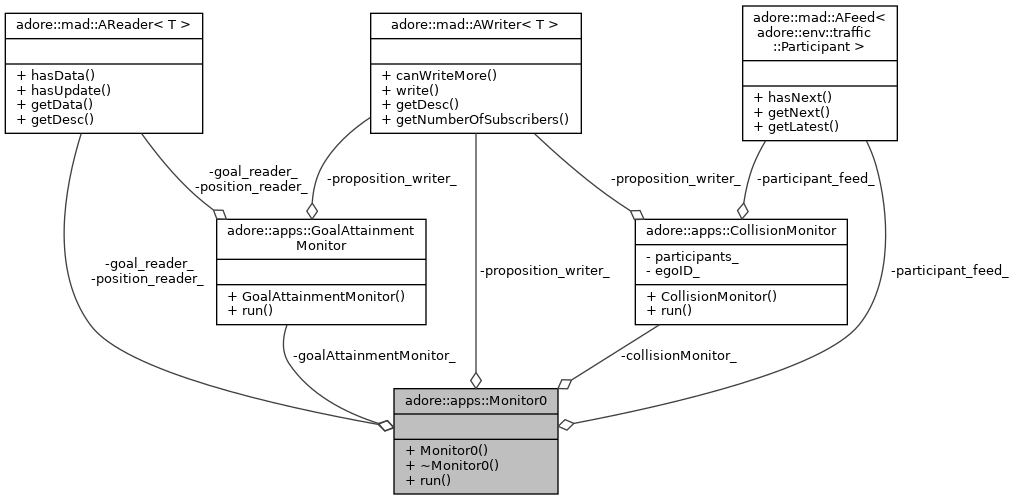 adore::mad::AReader< T >
+ hasData()
+ hasUpdate()
+ getData()
+ getDesc()
adore::mad::AWriter< T >
+ canWriteMore()
+ write()
+ getDesc()
+ getNumberOfSubscribers()
adore::mad::AFeed<
adore::env::traffic
::Participant >
+ hasNext()
+ getNext()
+ getLatest()
-goal_reader_
-position_reader_
-proposition_writer_
-proposition_writer_
-participant_feed_
adore::apps::GoalAttainment
Monitor
+ GoalAttainmentMonitor()
+ run()
adore::apps::CollisionMonitor
- participants_
- egoID_
+ CollisionMonitor()
+ run()
-goal_reader_
-position_reader_
-proposition_writer_
-participant_feed_
-goalAttainmentMonitor_
-collisionMonitor_
adore::apps::Monitor0
+ Monitor0()
+ ~Monitor0()
+ run()